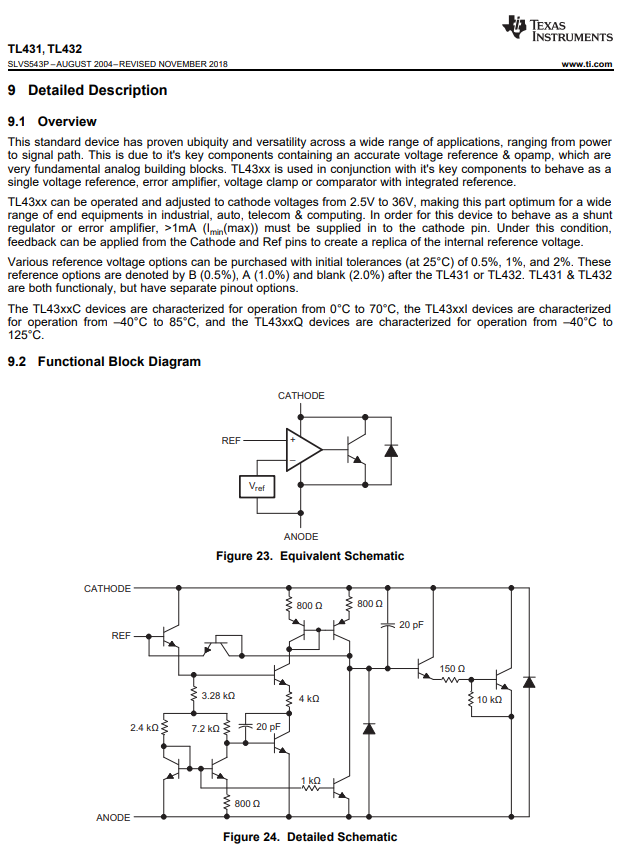 TEXAS
INSTRUMENTS
TL431, TL432
SLVS543P – AUGUST 2004 – REVISED NOVEMBER 2018
www.ti.com
9 Detailed Description
9.1 Overview
This standard device has proven ubiquity and versatility across a wide range of applications, ranging from power
to signal path. This is due to it's key components containing an accurate voltage reference & opamp, which are
very fundamental analog building blocks. TL43xx is used in conjunction with it's key components to behave as a
single voltage reference, error amplifier, voltage clamp or comparator with integrated reference.
TL43xx can be operated and adjusted to cathode voltages from 2.5V to 36V, making this part optimum for a wide
range of end equipments in industrial, auto, telecom & computing. In order for this device to behave as a shunt
regulator or error amplifier, >1mA (Imin(max)) must be supplied in to the cathode pin. Under this condition,
feedback can be applied from the Cathode and Ref pins to create a replica of the internal reference voltage.
Various reference voltage options can be purchased with initial tolerances (at 25°C) of 0.5%, 1%, and 2%. These
reference options are denoted by B (0.5%), A (1.0%) and blank (2.0%) after the TL431 or TL432. TL431 & TL432
are both functionaly, but have separate pinout options.
The TL43xxC devices are characterized for operation from 0°C to 70°C, the TL43xxI devices are characterized
for operation from –40°C to 85°C, and the TL43xxQ devices are characterized for operation from –40°C to
125°C.
9.2 Functional Block Diagram
CATHODE
REF
+
–
Vref
ANODE
Figure 23. Equivalent Schematic
CATHODE
800 Ω
800 Ω
20 pF
REF
150 Ω
3.28 kΩ
4 kΩ
10 kΩ
2.4 kΩ
7.2 kΩ
20 pF
1 kΩ
800 Ω
ANODE
Figure 24. Detailed Schematic